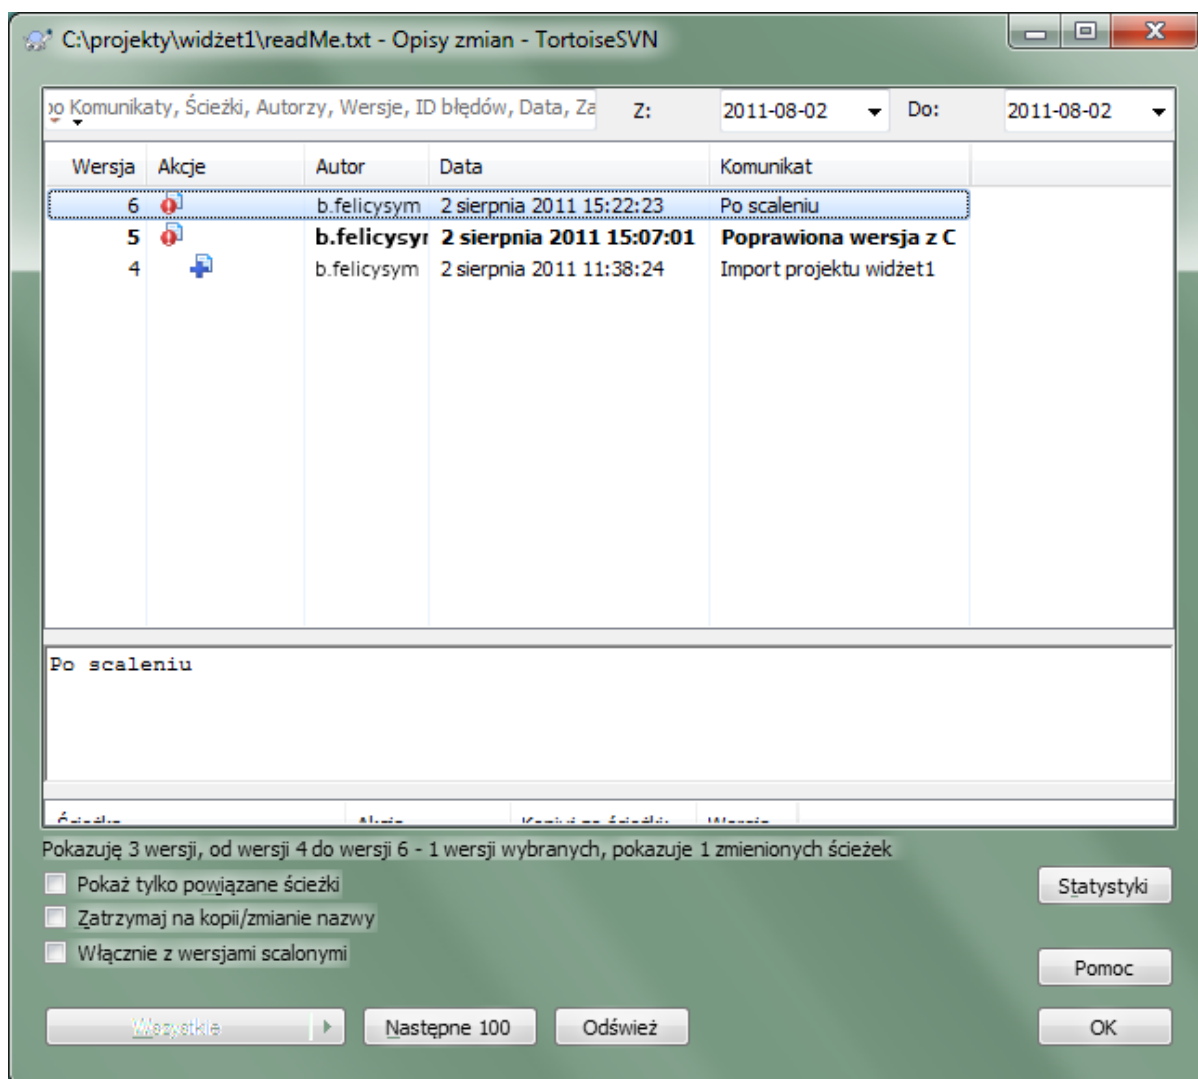 C:\projekty\widżet1\readMe.txt - Opisy zmian - TortoiseSVN
po Komunaty, Ścieżki, Autorzy, Wersje, ID błędów, Data, Za Z: 2011-08-02 Do: 2011-08-02
Wersja Akcje Autor Data Komunikat
6 b.felicysym 2 sierpnia 2011 15:22:23 Po scaleniu
5 b.felicysyr 2 sierpnia 2011 15:07:01 Poprawiona wersja z C
4 b.felicysym 2 sierpnia 2011 11:38:24 Import projektu widżet1
Po scaleniu
Pokazuję 3 wersji, od wersji 4 do wersji 6 - 1 wersji wybranych, pokazuje 1 zmienionych ścieżek
Pokaż tylko powiązane ścieżki
Statystyki
Zatrzymaj na kopii/zmianie nazwy
Włącznie z wersjami scalonymi
Pomoc
Wszystkie Następne 100 Odśwież OK